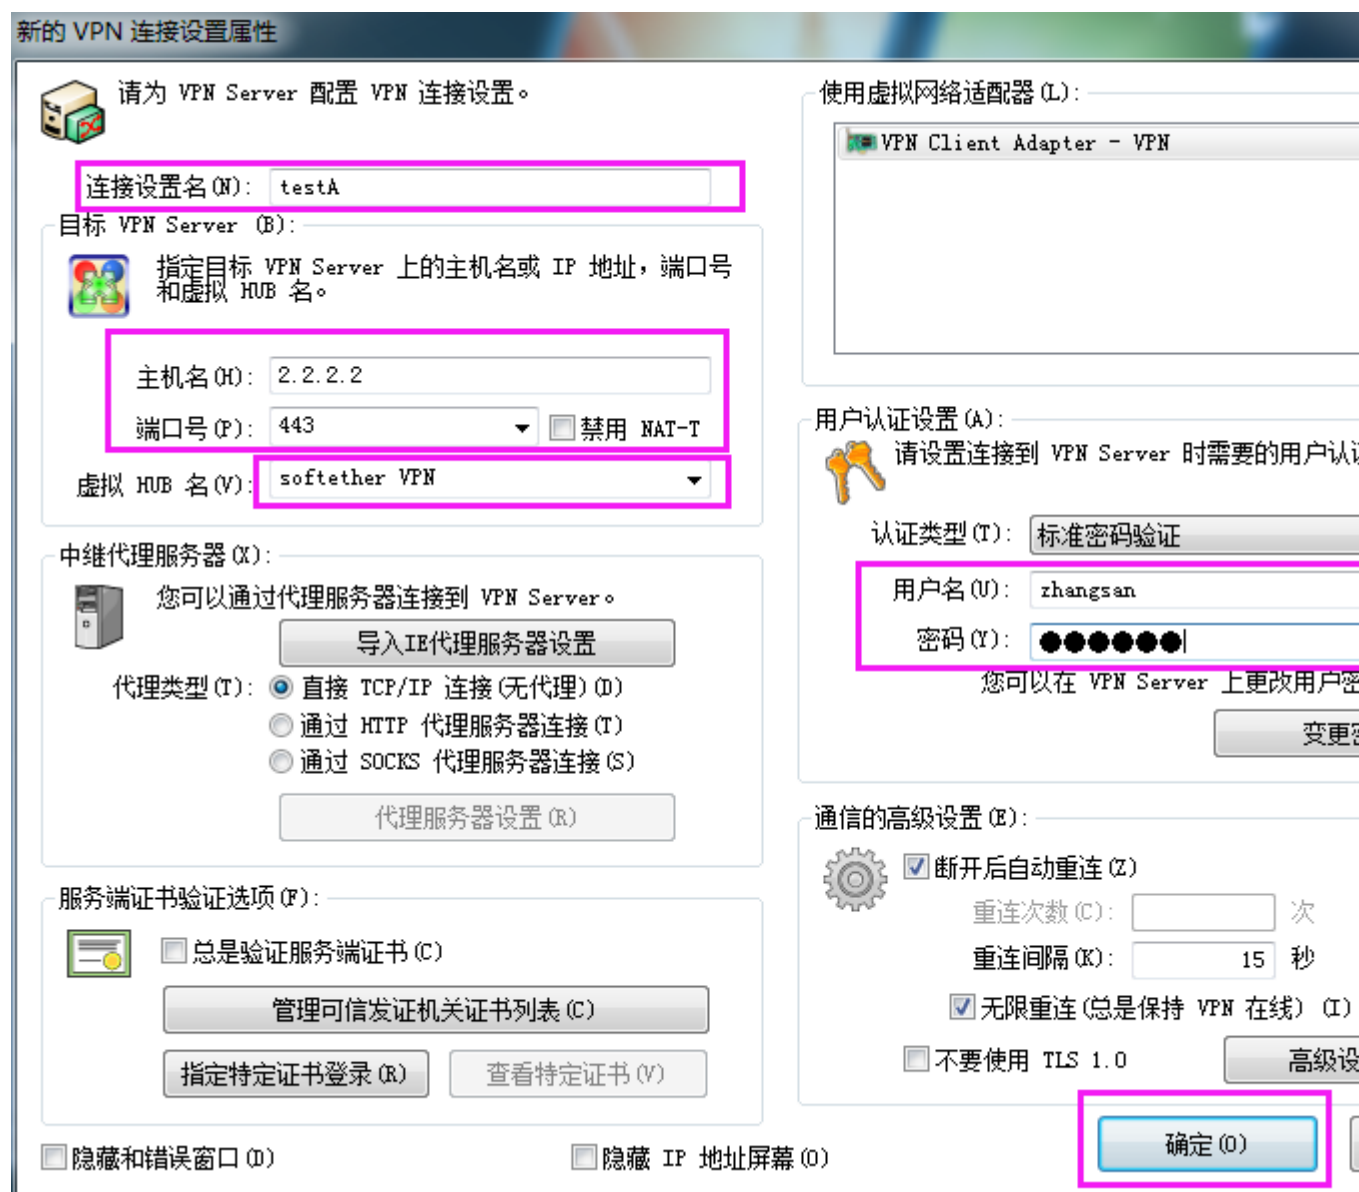 新的 VPN 连接设置属性
请为 VPN Server 配置 VPN 连接设置。
连接设置名(N): testA
目标 VPN Server (B):
指定目标 VPN Server 上的主机名或 IP 地址，端口号
和虚拟 HUB 名。
主机名(H): 2.2.2.2
端口号(P): 443 禁用 NAT-T
虚拟 HUB 名(V): softether VPN
中继代理服务器(X):
您可以通过代理服务器连接到 VPN Server。
导入IE代理服务器设置
代理类型(T): 直接 TCP/IP 连接(无代理)(D)
通过 HTTP 代理服务器连接(T)
通过 SOCKS 代理服务器连接(S)
代理服务器设置(R)
服务端证书验证选项(F):
总是验证服务端证书(C)
管理可信发证机关证书列表(C)
指定特定证书登录(R) 查看特定证书(V)
隐藏和错误窗口(D) 隐藏 IP 地址屏幕(O)
使用虚拟网络适配器(L):
VPN Client Adapter - VPN
用户认证设置(A):
请设置连接到 VPN Server 时需要的用户认
认证类型(T): 标准密码验证
用户名(U): zhangsan
密码(Y): ●●●●●●
您可以在 VPN Server 上更改用户密
变更
通信的高级设置(E):
断开后自动重连(Z)
重连次数(C): 次
重连间隔(K): 15 秒
无限重连(总是保持 VPN 在线) (I)
不要使用 TLS 1.0 高级设
确定(O)